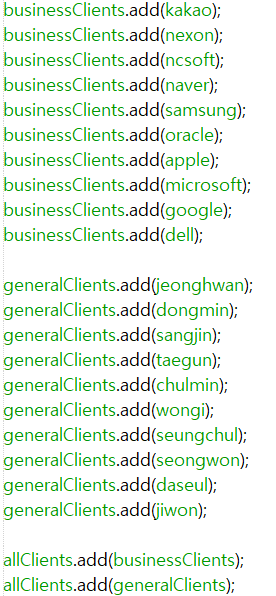 businessClients.add(kakao);
businessClients.add(nexon);
businessClients.add(ncsoft);
businessClients.add(naver);
businessClients.add(samsung);
businessClients.add(oracle);
businessClients.add(apple);
businessClients.add(microsoft);
businessClients.add(google);
businessClients.add(dell);
generalClients.add(jeonghwan);
generalClients.add(dongmin);
generalClients.add(sangjin);
generalClients.add(taegun);
generalClients.add(chulmin);
generalClients.add(wongi);
generalClients.add(seungchul);
generalClients.add(seongwon);
generalClients.add(daseul);
generalClients.add(jiwon);
allClients.add(businessClients);
allClients.add(generalClients);